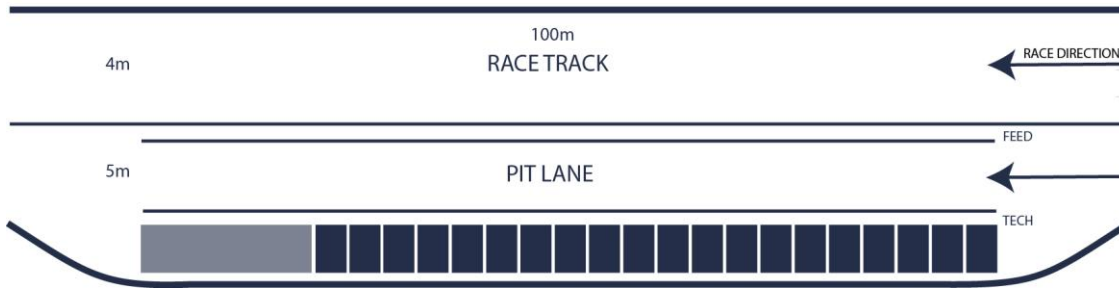 100m
4m
RACE TRACK
RACE DIRECTION
FEED
5m
PIT LANE
TECH